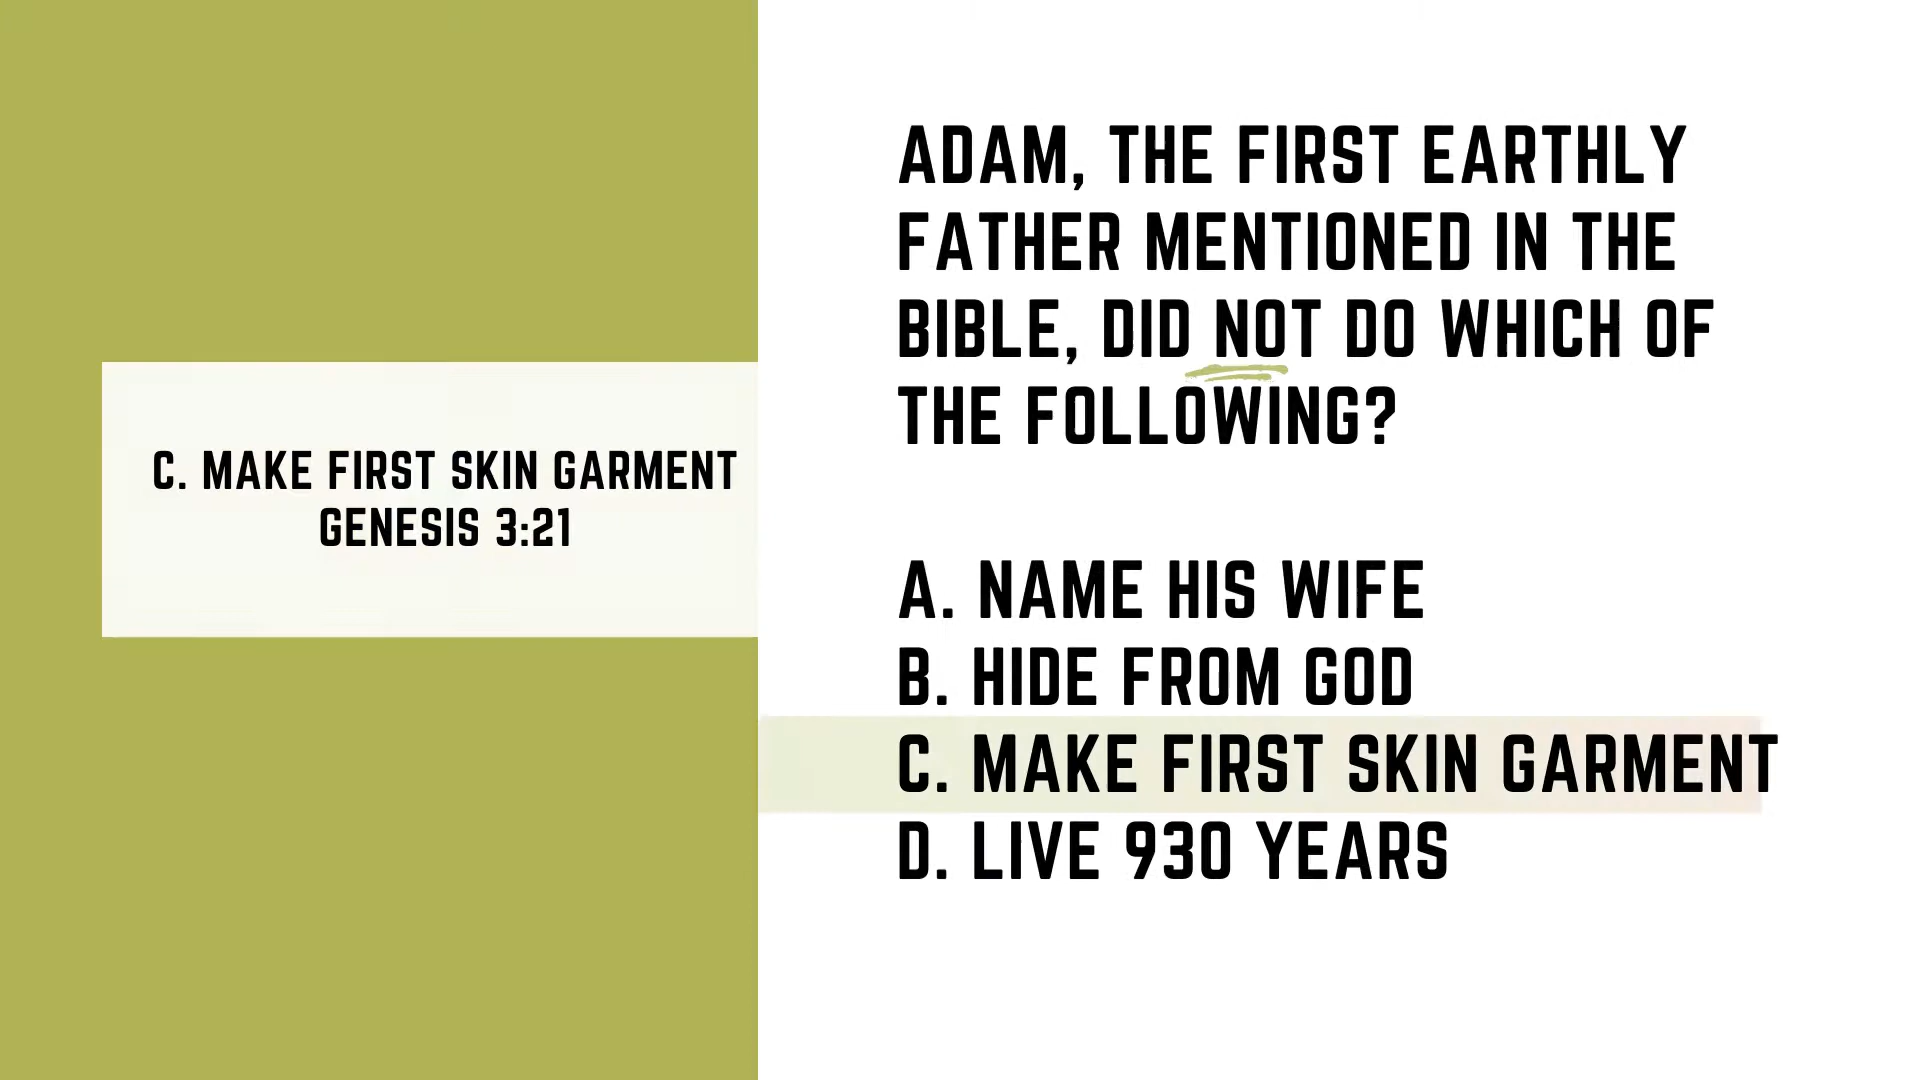 C. MAKE FIRST SKIN GARMENT
GENESIS 3:21
ADAM, THE FIRST EARTHLY
FATHER MENTIONED IN THE
BIBLE, DID NOT DO WHICH OF
THE FOLLOWING?
A. NAME HIS WIFE
B. HIDE FROM GOD
C. MAKE FIRST SKIN GARMENT
D. LIVE 930 YEARS